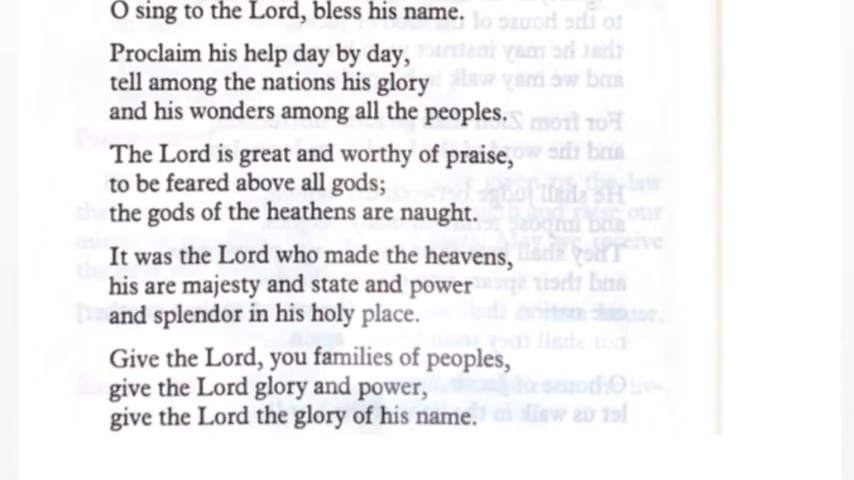 O sing to the Lord, bless his name.
Proclaim his help day by day,
tell among the nations his glory
and his wonders among all the peoples.
The Lord is great and worthy of praise,
to be feared above all gods;
the gods of the heathens are naught.
It was the Lord who made the heavens,
his are majesty and state and power
and splendor in his holy place.
Give the Lord, you families of peoples,
give the Lord glory and power,
give the Lord the glory of his name.